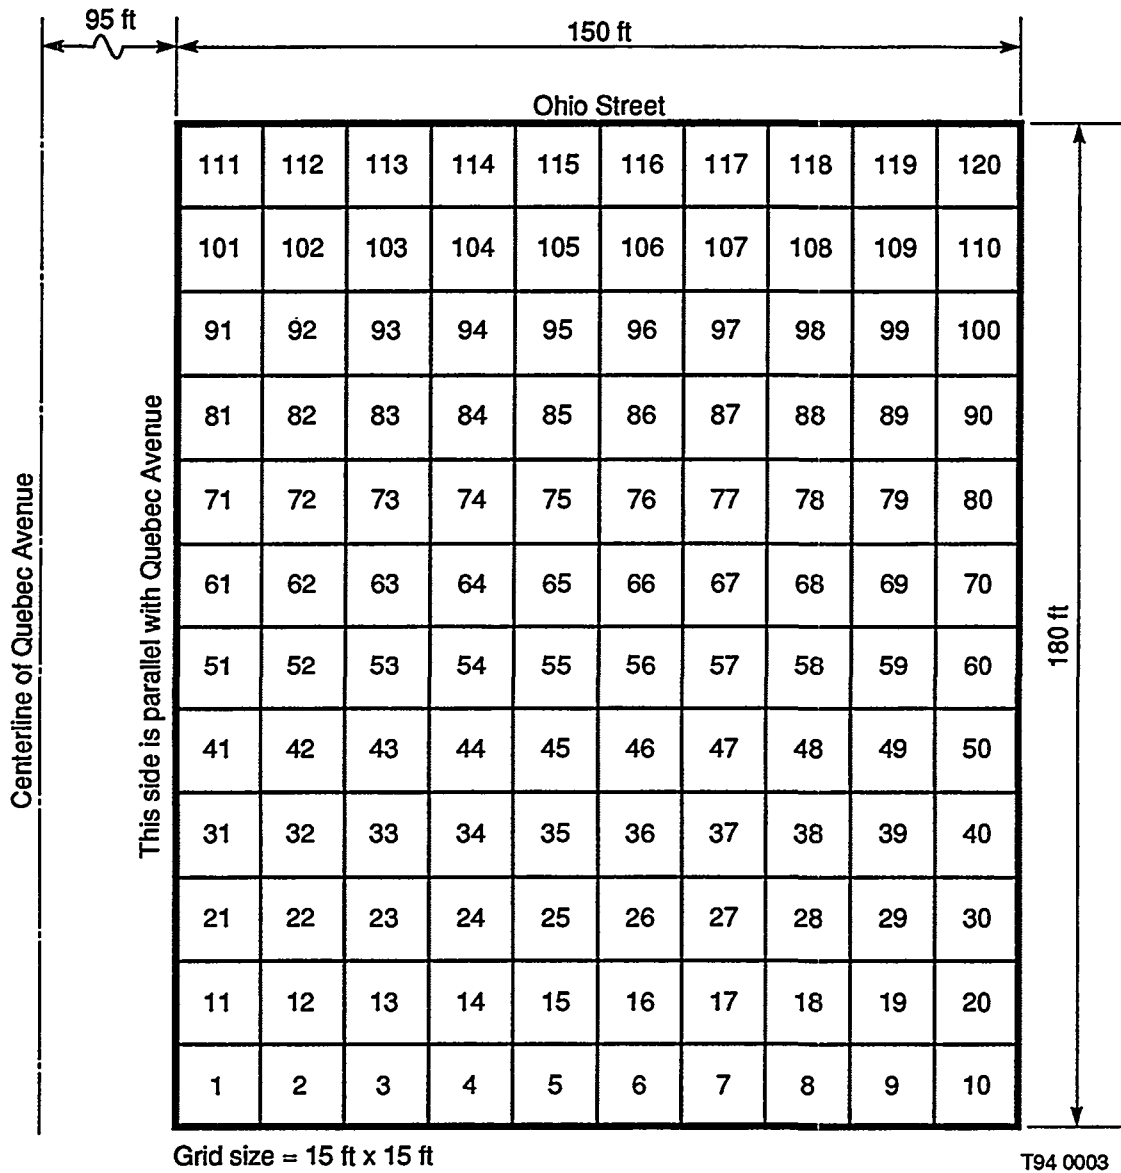 95 ft
150 ft
Ohio Street
111 112 113 114 115 116 117 118 119 120
101 102 103 104 105 106 107 108 109 110
91 92 93 94 95 96 97 98 99 100
81 82 83 84 85 86 87 88 89 90
71 72 73 74 75 76 77 78 79 80
61 62 63 64 65 66 67 68 69 70
51 52 53 54 55 56 57 58 59 60
41 42 43 44 45 46 47 48 49 50
31 32 33 34 35 36 37 38 39 40
21 22 23 24 25 26 27 28 29 30
11 12 13 14 15 16 17 18 19 20
1 2 3 4 5 6 7 8 9 10
Centerline of Quebec Avenue
This side is parallel with Quebec Avenue
180 ft
Grid size = 15 ft x 15 ft
T94 0003